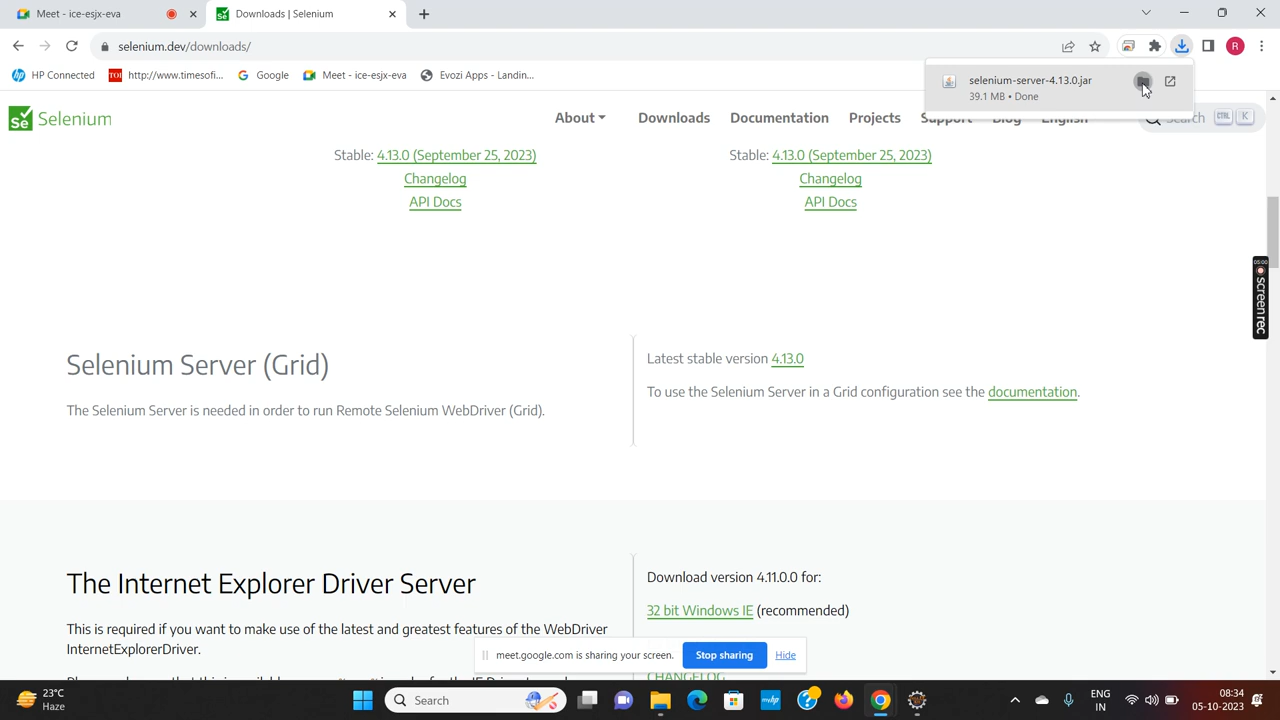 Meet - ice-esjx-eva
Downloads | Selenium
selenium.dev/downloads/
R
HP Connected
http://www.timesofi...
Google
Meet - ice-esjx-eva
Evozi Apps - Landin...
selenium-server-4.13.0.jar
39.1 MB • Done
Selenium
About
Downloads
Documentation
Projects
Support
Blog
English
Search
CTRL K
Stable: 4.13.0 (September 25, 2023)
Stable: 4.13.0 (September 25, 2023)
Changelog
Changelog
API Docs
API Docs
05:00
screenrec
Selenium Server (Grid)
Latest stable version 4.13.0
To use the Selenium Server in a Grid configuration see the documentation.
The Selenium Server is needed in order to run Remote Selenium WebDriver (Grid).
The Internet Explorer Driver Server
Download version 4.11.0.0 for:
32 bit Windows IE (recommended)
This is required if you want to make use of the latest and greatest features of the WebDriver
InternetExplorerDriver.
meet.google.com is sharing your screen.
Stop sharing
Hide
CHANGELOG
23°C
Haze
Search
ENG
IN
08:34
05-10-2023